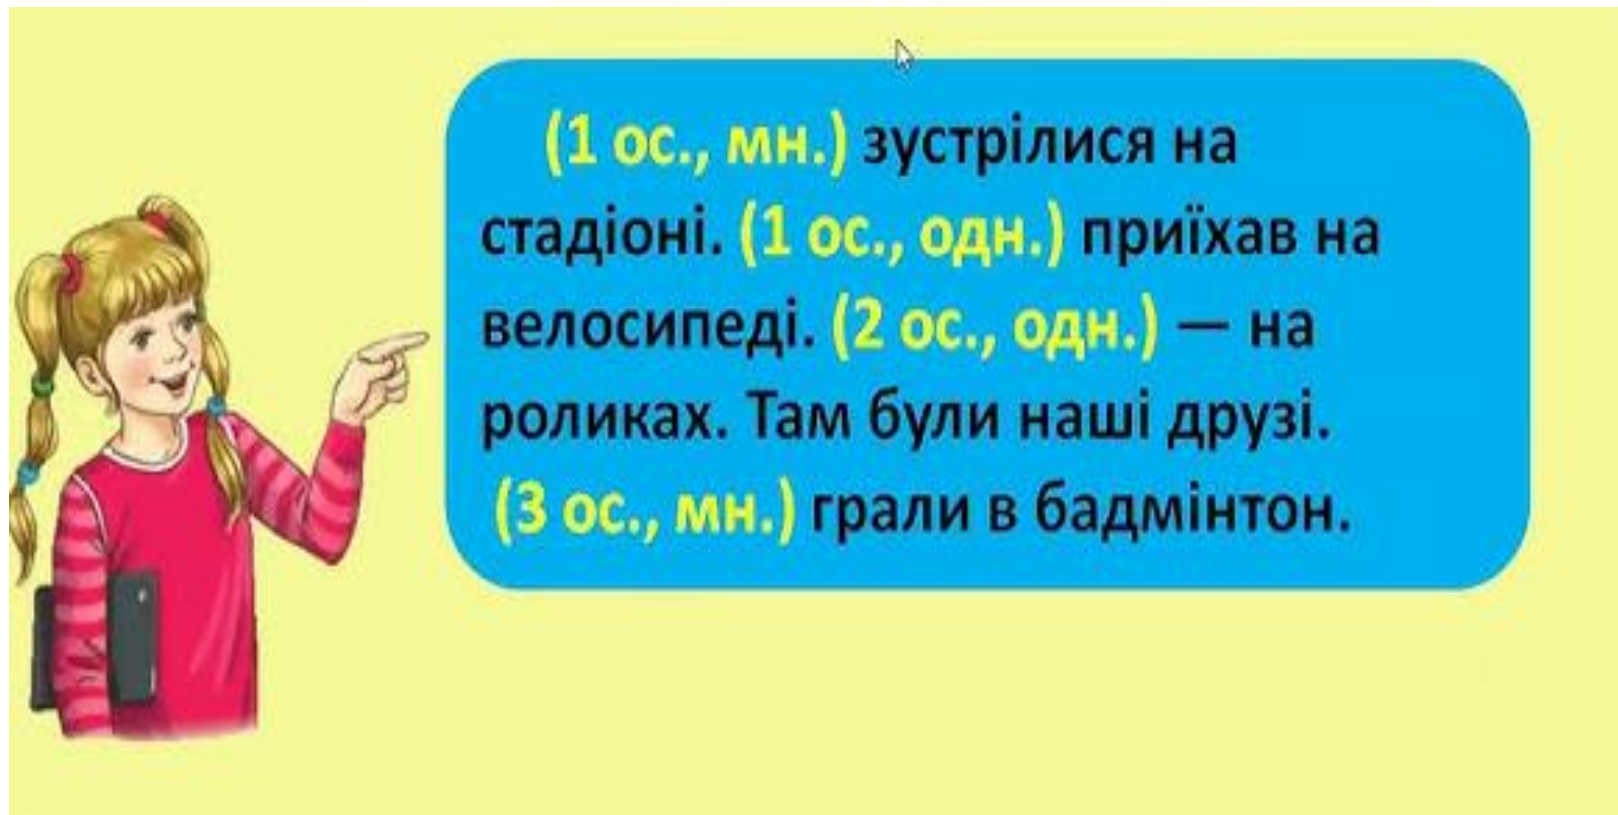 (1 ос., мн.) зустрілися на
стадіоні. (1 ос., одн.) приїхав на
велосипеді. (2 ос., одн.) — на
роликах. Там були наші друзі.
(3 ос., мн.) грали в бадмінтон.